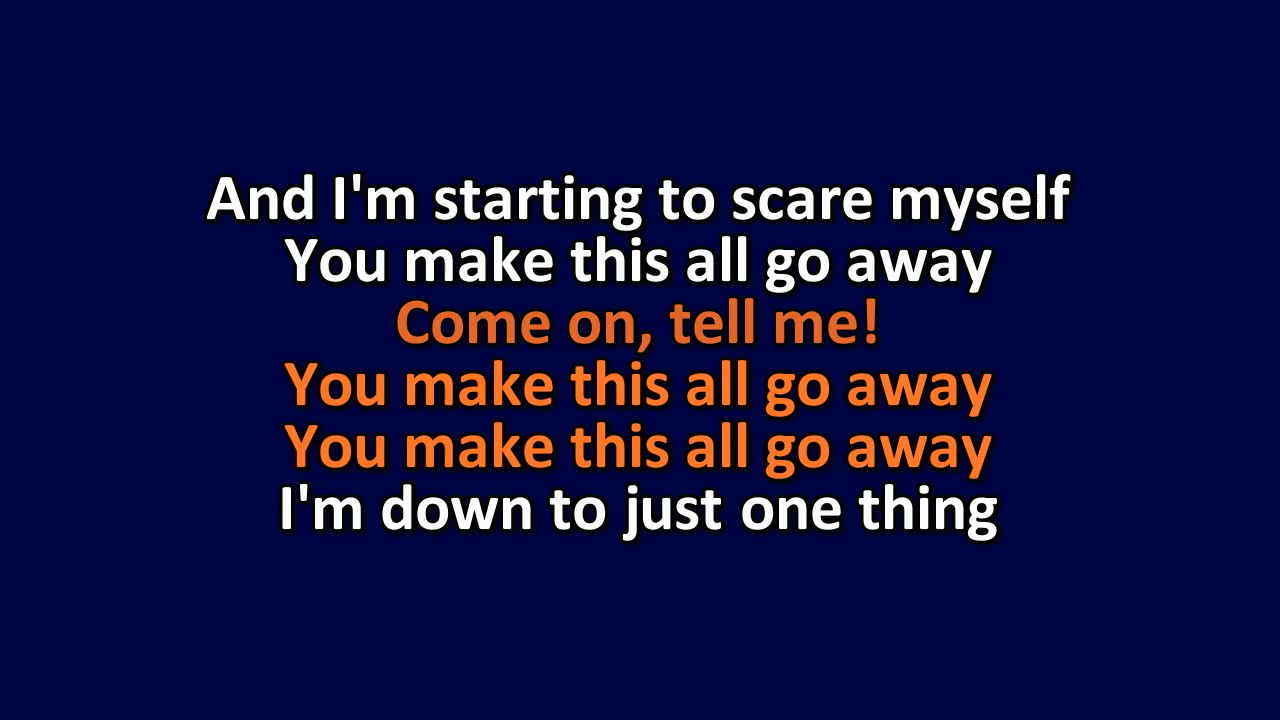 And I'm starting to scare myself
You make this all go away
Come on, tell me!
You make this all go away
You make this all go away
I'm down to just one thing